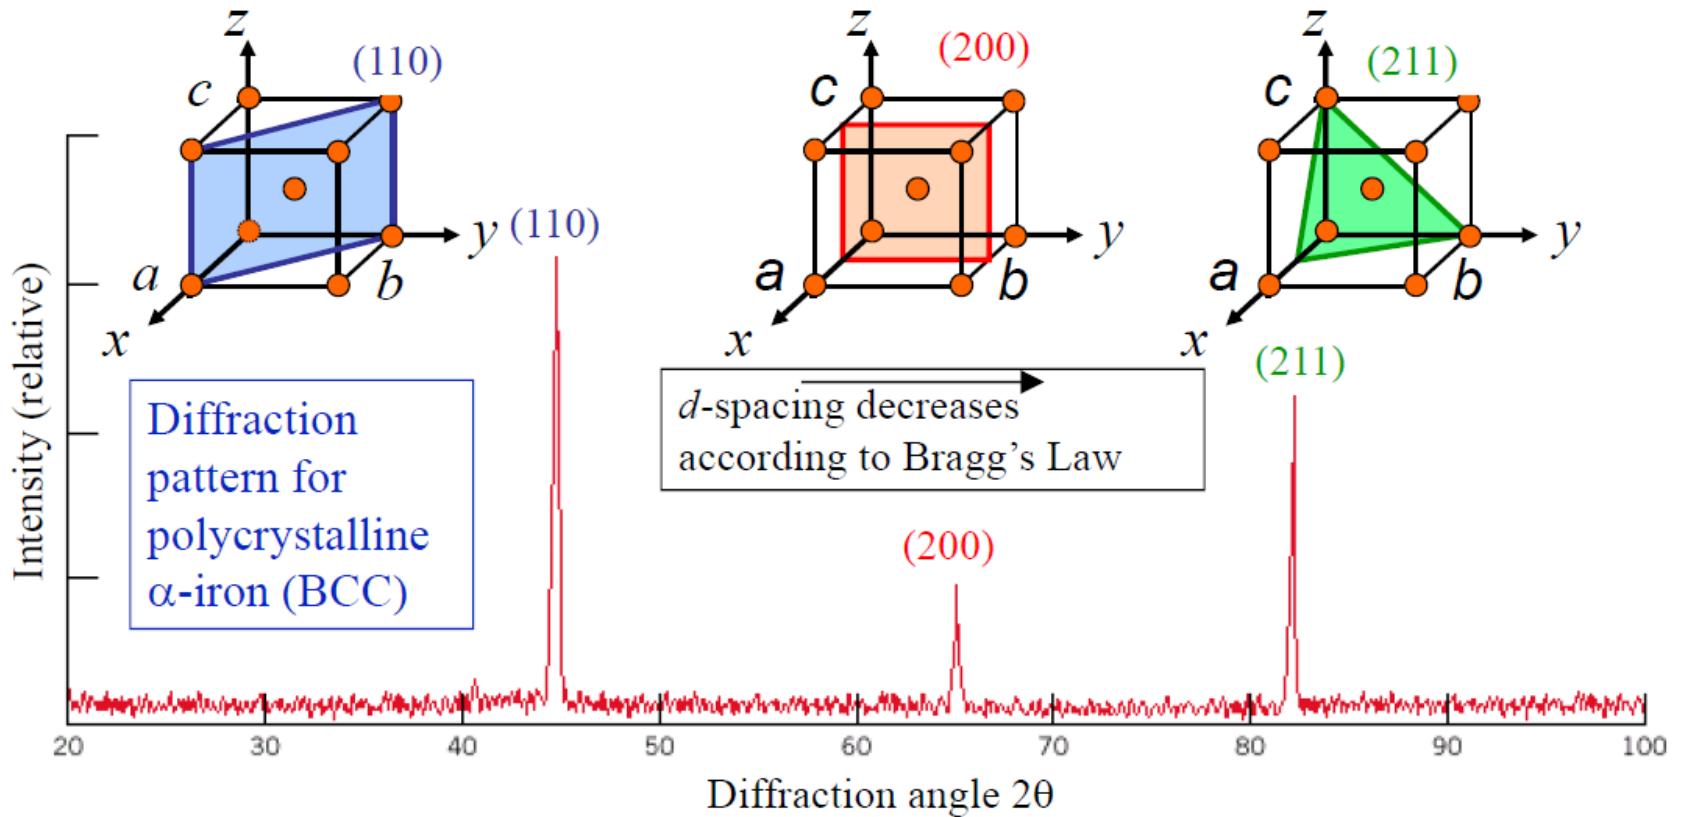 z
(110)
c
a
b
x
y
z
(200)
c
a
b
x
y
z
(211)
c
a
b
x
y
(110)
(200)
(211)
Diffraction
pattern for
polycrystalline
α-iron (BCC)
d-spacing decreases
according to Bragg’s Law
Intensity (relative)
20 30 40 50 60 70 80 90 100
Diffraction angle 2θ